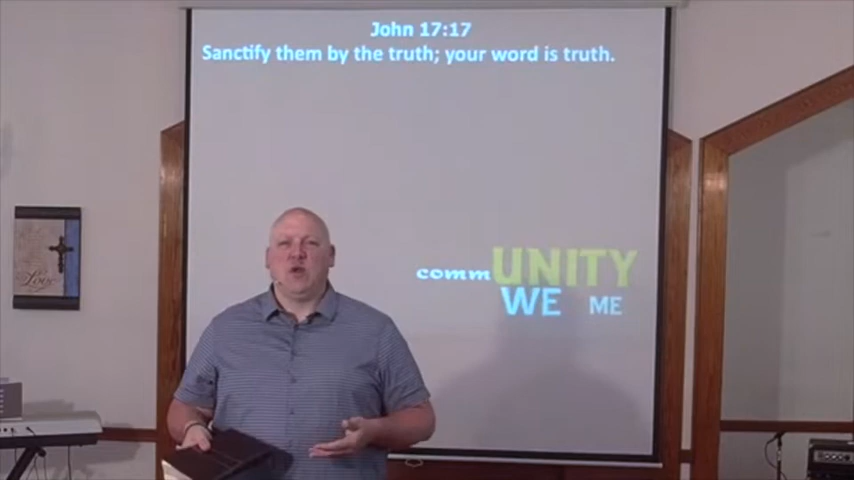 John 17:17
Sanctify them by the truth; your word is truth.
commUNITY
WE ME
Love